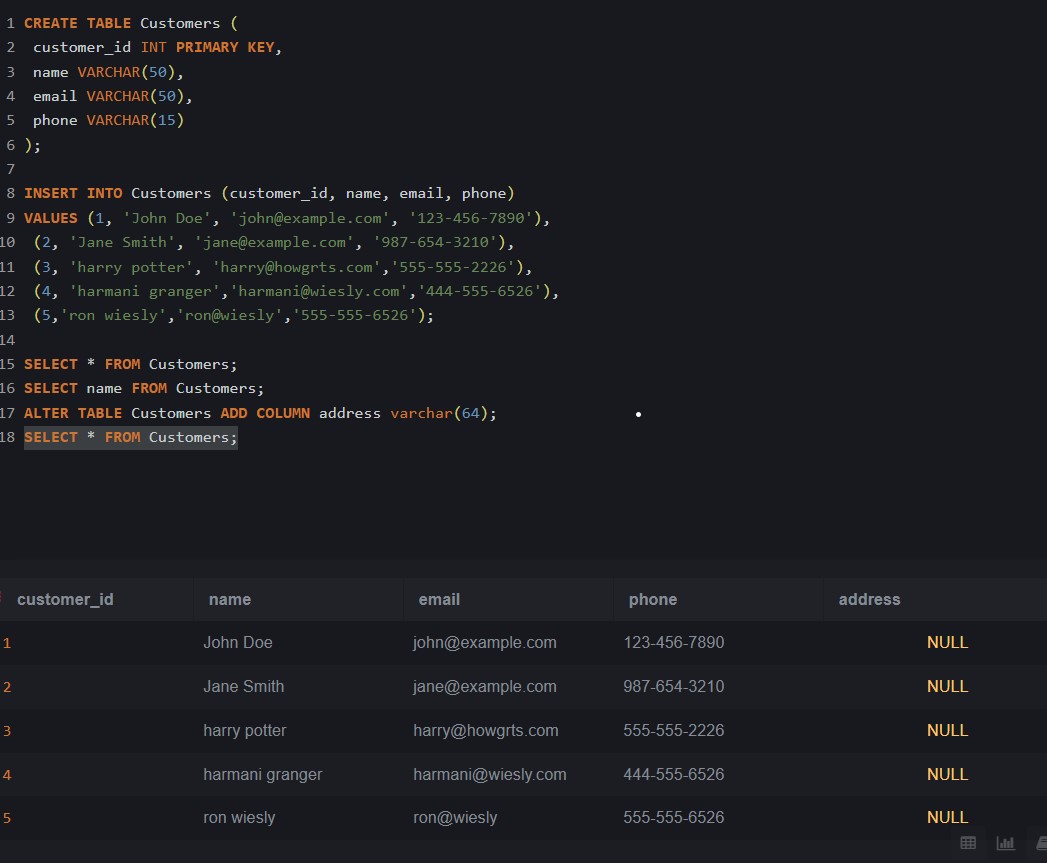 1 CREATE TABLE Customers (
2 customer_id INT PRIMARY KEY,
3 name VARCHAR(50),
4 email VARCHAR(50),
5 phone VARCHAR(15)
6 );
7
8 INSERT INTO Customers (customer_id, name, email, phone)
9 VALUES (1, 'John Doe', 'john@example.com', '123-456-7890'),
10 (2, 'Jane Smith', 'jane@example.com', '987-654-3210'),
11 (3, 'harry potter', 'harry@howgrts.com','555-555-2226'),
12 (4, 'harmani granger','harmani@wiesly.com','444-555-6526'),
13 (5,'ron wiesly','ron@wiesly','555-555-6526');
14
15 SELECT * FROM Customers;
16 SELECT name FROM Customers;
17 ALTER TABLE Customers ADD COLUMN address varchar(64);
18 SELECT * FROM Customers;
customer_id name email phone address
1 John Doe john@example.com 123-456-7890 NULL
2 Jane Smith jane@example.com 987-654-3210 NULL
3 harry potter harry@howgrts.com 555-555-2226 NULL
4 harmani granger harmani@wiesly.com 444-555-6526 NULL
5 ron wiesly ron@wiesly 555-555-6526 NULL